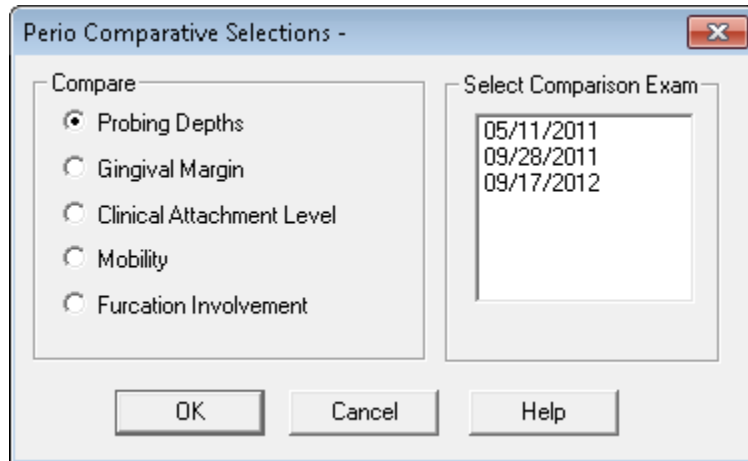 Perio Comparative Selections -
Compare
Probing Depths
Gingival Margin
Clinical Attachment Level
Mobility
Furcation Involvement
Select Comparison Exam
05/11/2011
09/28/2011
09/17/2012
OK
Cancel
Help